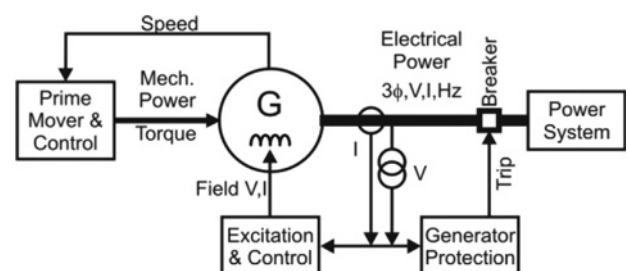 Speed
Prime
Mover &
Control
Mech.
Power
Torque
G
Field V,I
Electrical
Power
3ϕ,V,I,Hz
Breaker
Power
System
I
V
Trip
Excitation
& Control
Generator
Protection